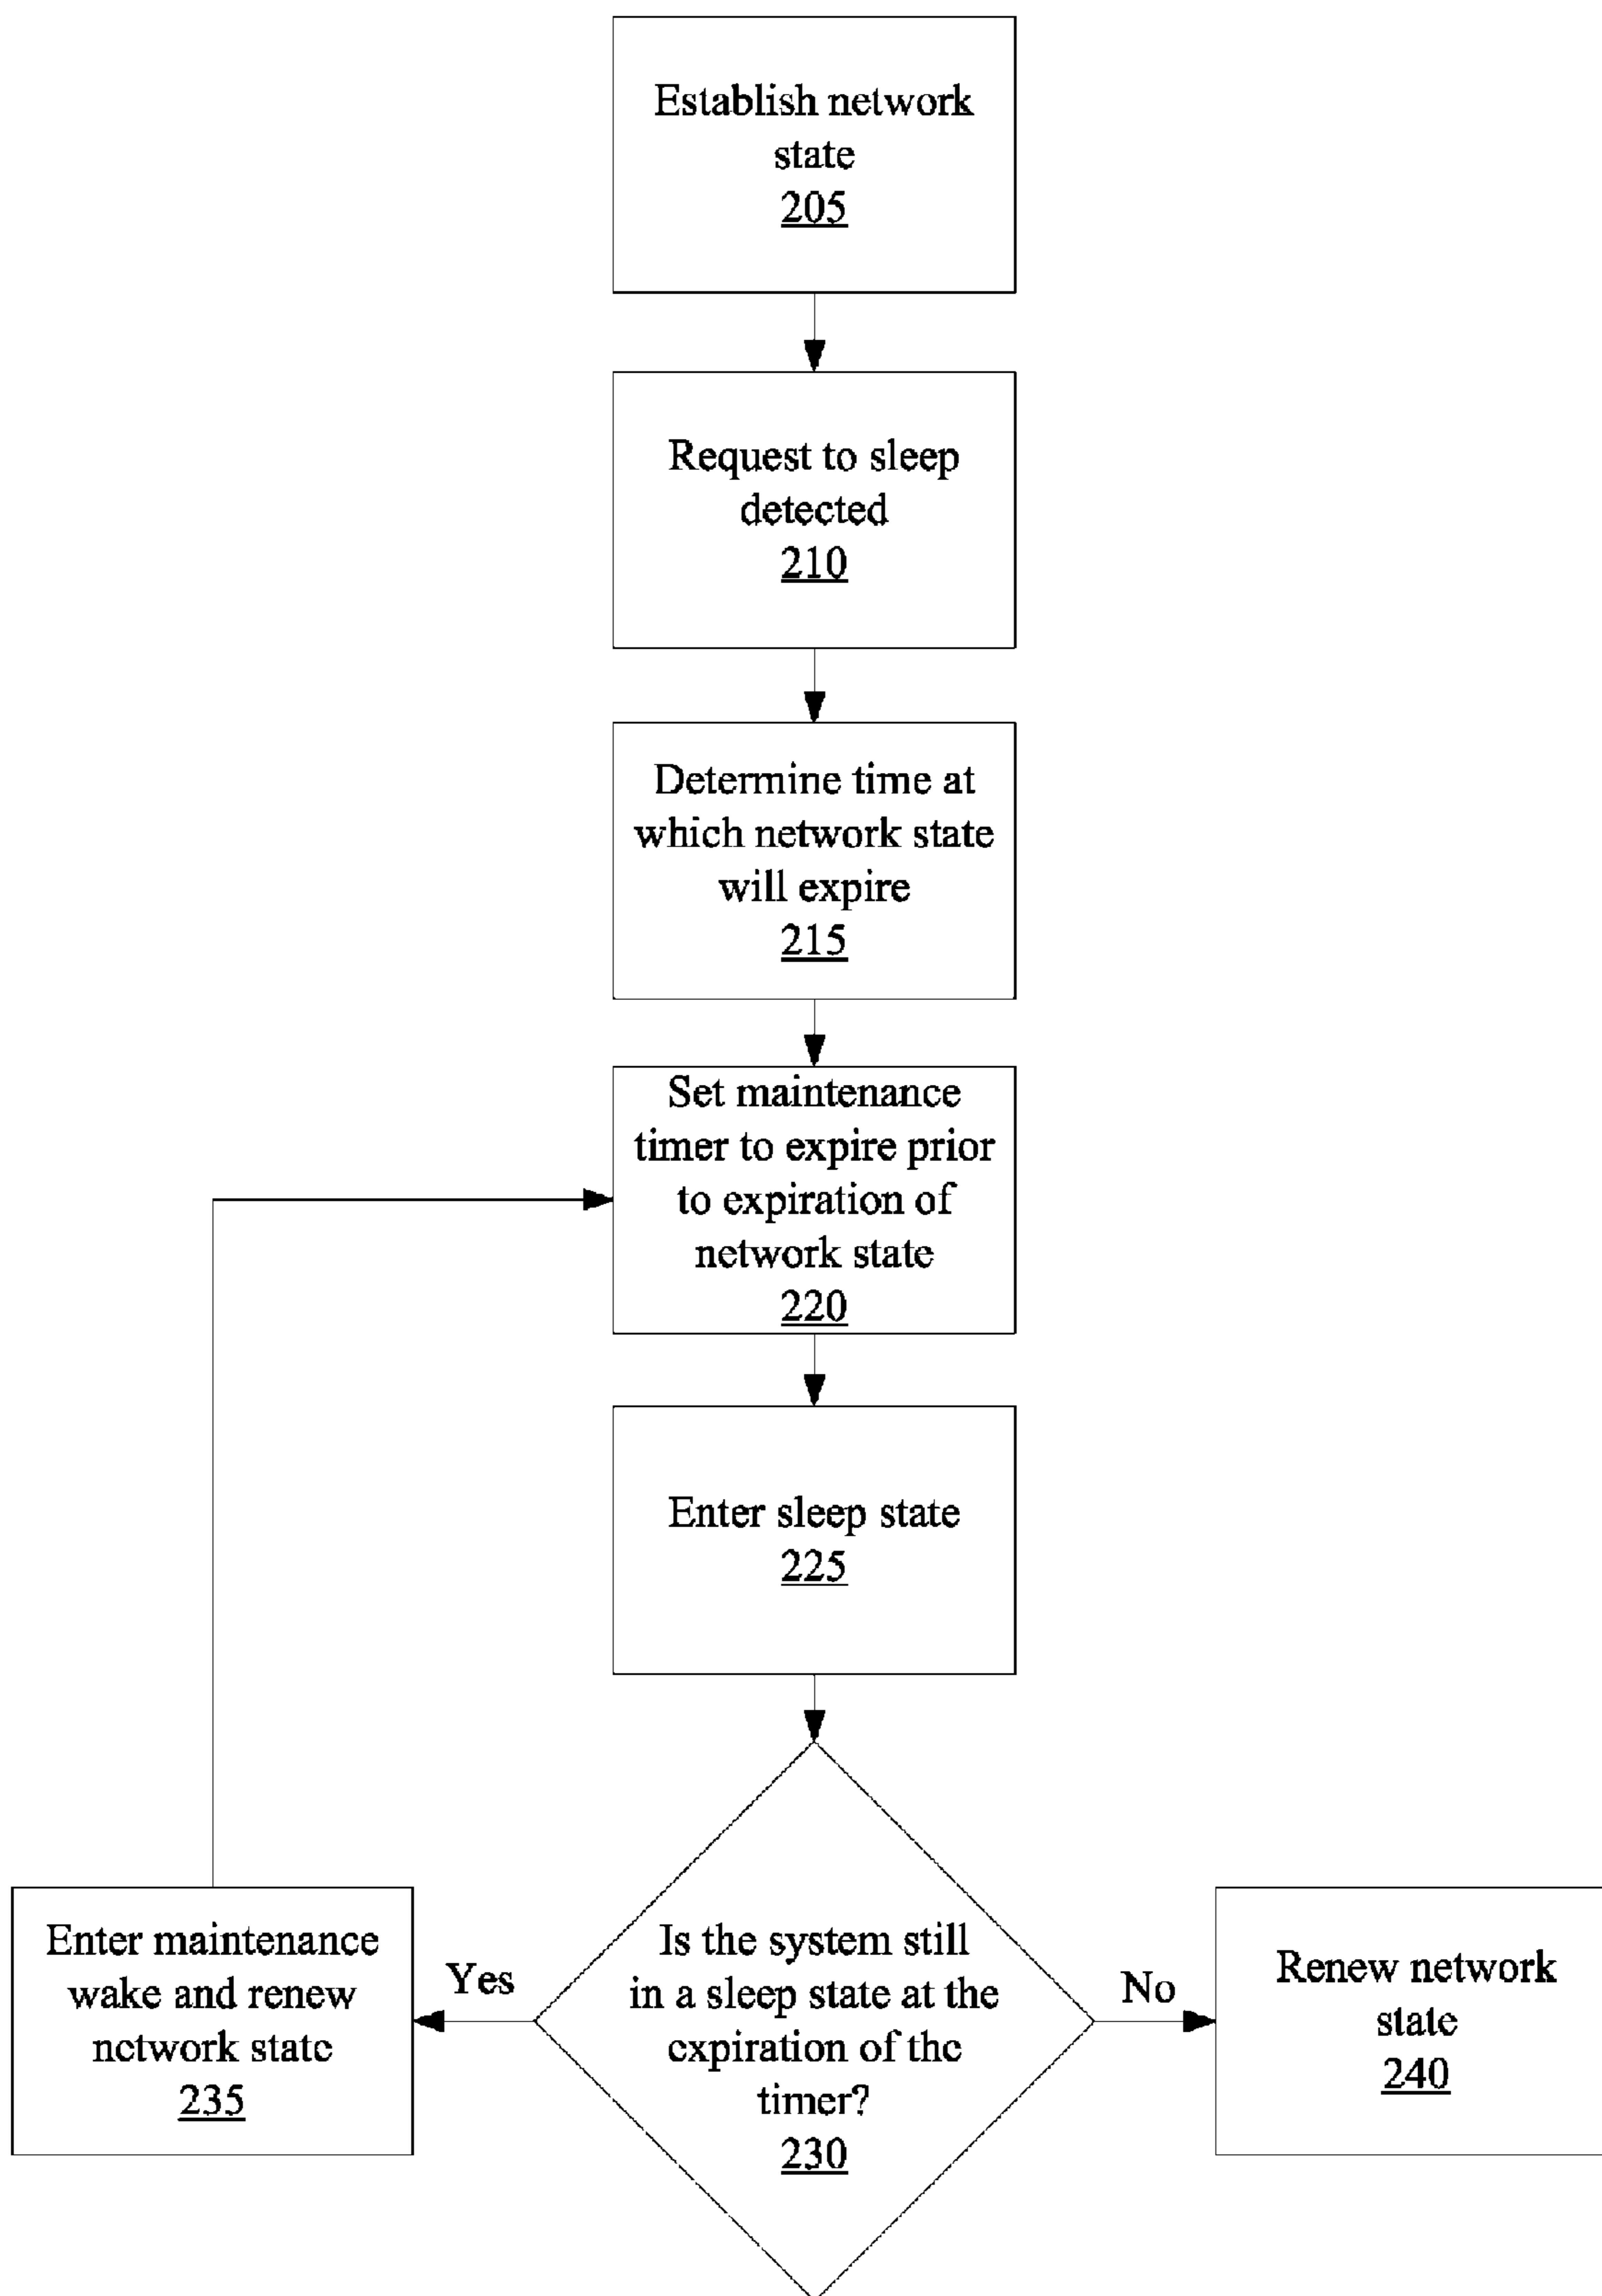 Establish network
state
205
Request to sleep
detected
210
Determine time at
which network state
will expire
215
Set maintenance
timer to expire prior
to expiration of
network state
220
Enter sleep state
225
Is the system still
in a sleep state at the
expiration of the
timer?
230
Yes
Enter maintenance
wake and renew
network state
235
No
Renew network
state
240